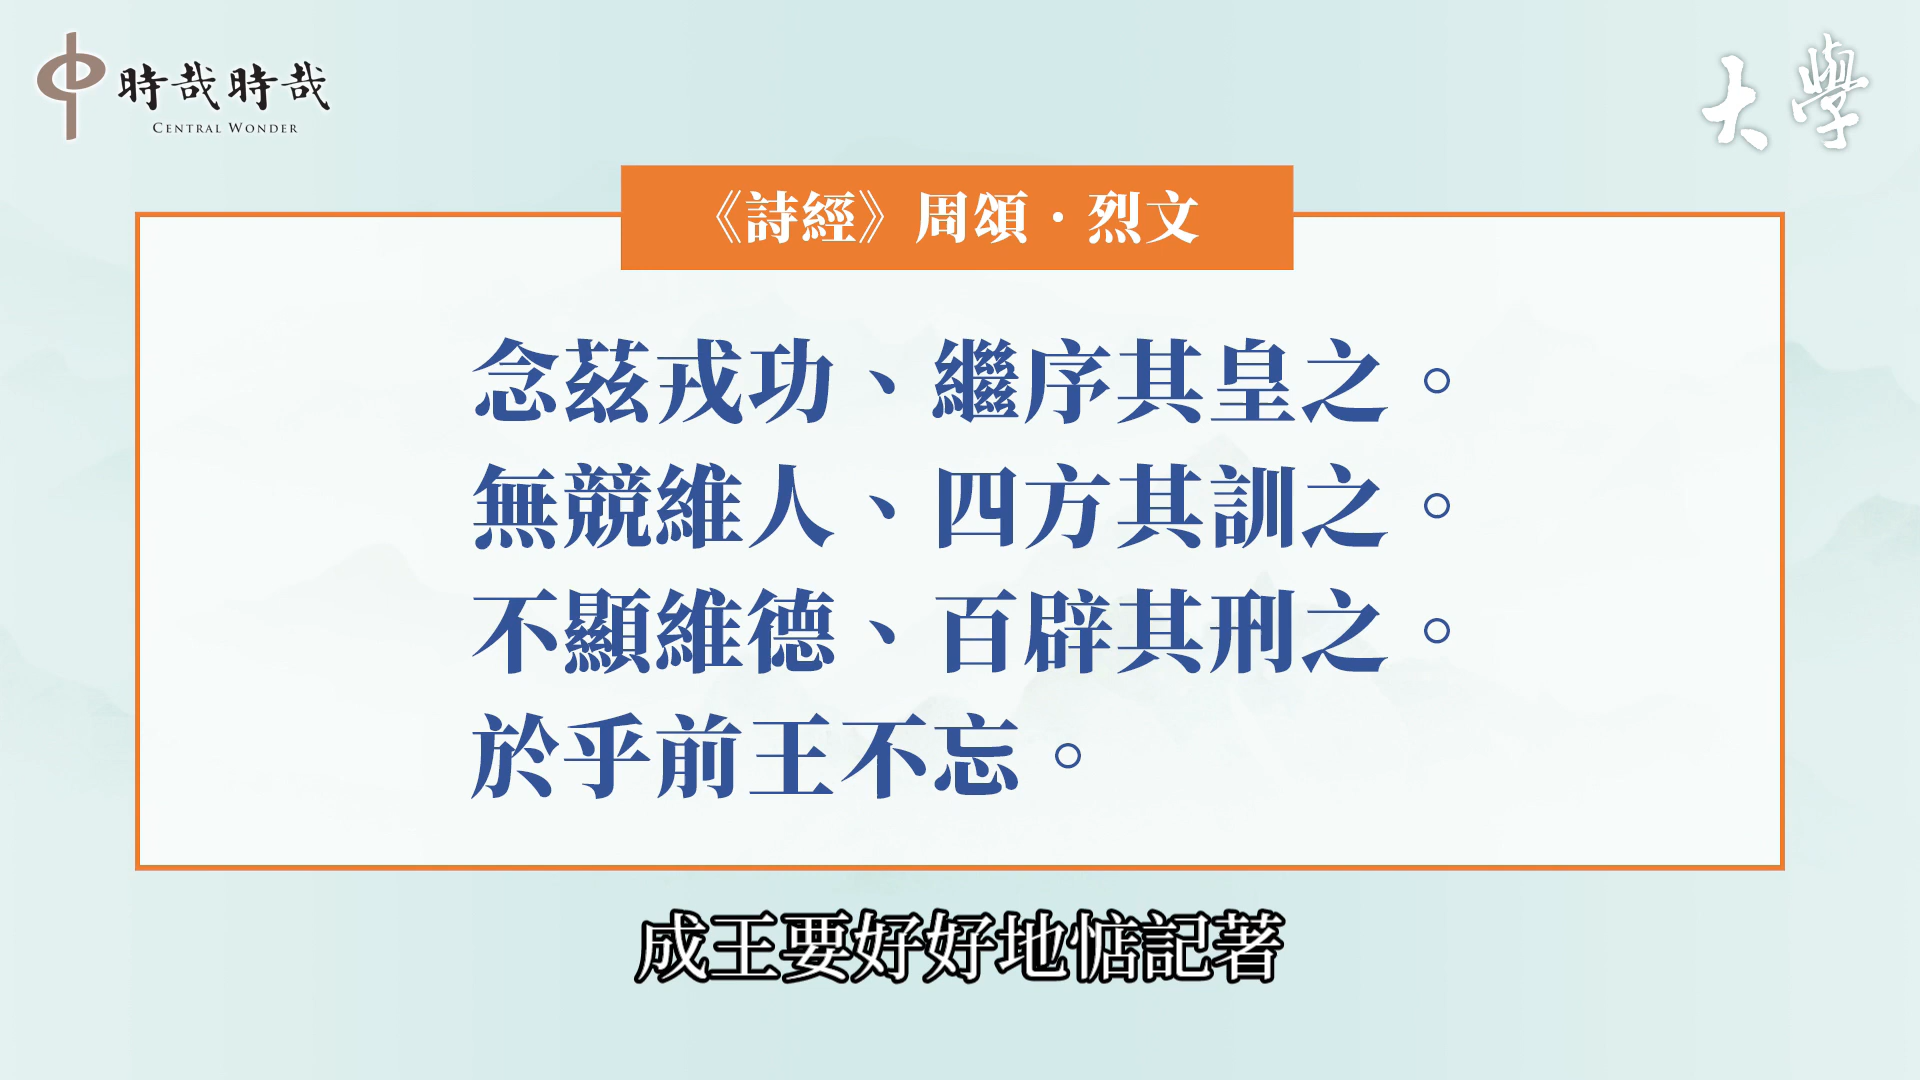 時哉時哉
CENTRAL WONDER
大學
《詩經》周頌·烈文
念茲戎功、繼序其皇之。
無競維人、四方其訓之。
不顯維德、百辟其刑之。
於乎前王不忘。
成王要好好地惦記著